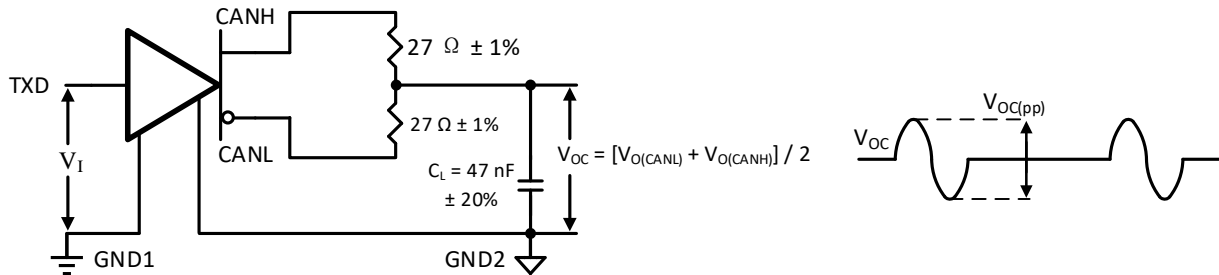 CANH
27 Ω ± 1%
TXD
27 Ω ± 1%
V_I
CANL
V_OC = [V_O(CANL) + V_O(CANH)] / 2
C_L = 47 nF
± 20%
GND1
GND2
V_OC(pp)
V_OC